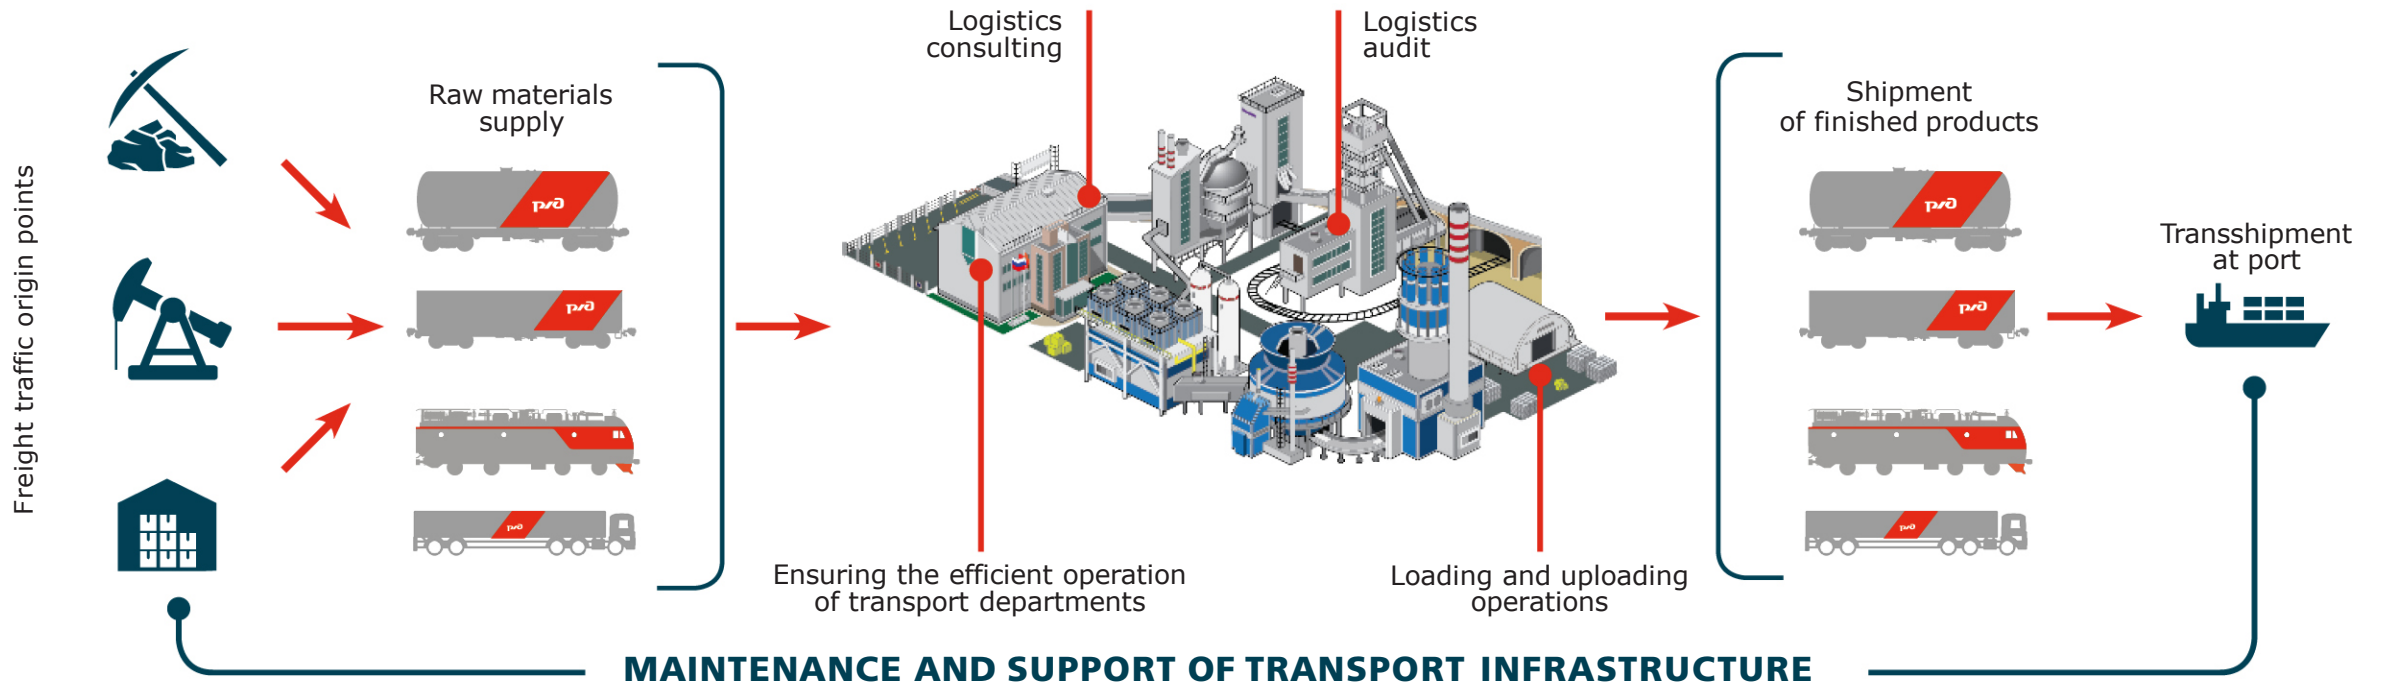 Freight traffic origin points
Raw materials
supply
Logistics
consulting
Logistics
audit
Ensuring the efficient operation
of transport departments
Loading and uploading
operations
Shipment
of finished products
Transshipment
at port
MAINTENANCE AND SUPPORT OF TRANSPORT INFRASTRUCTURE